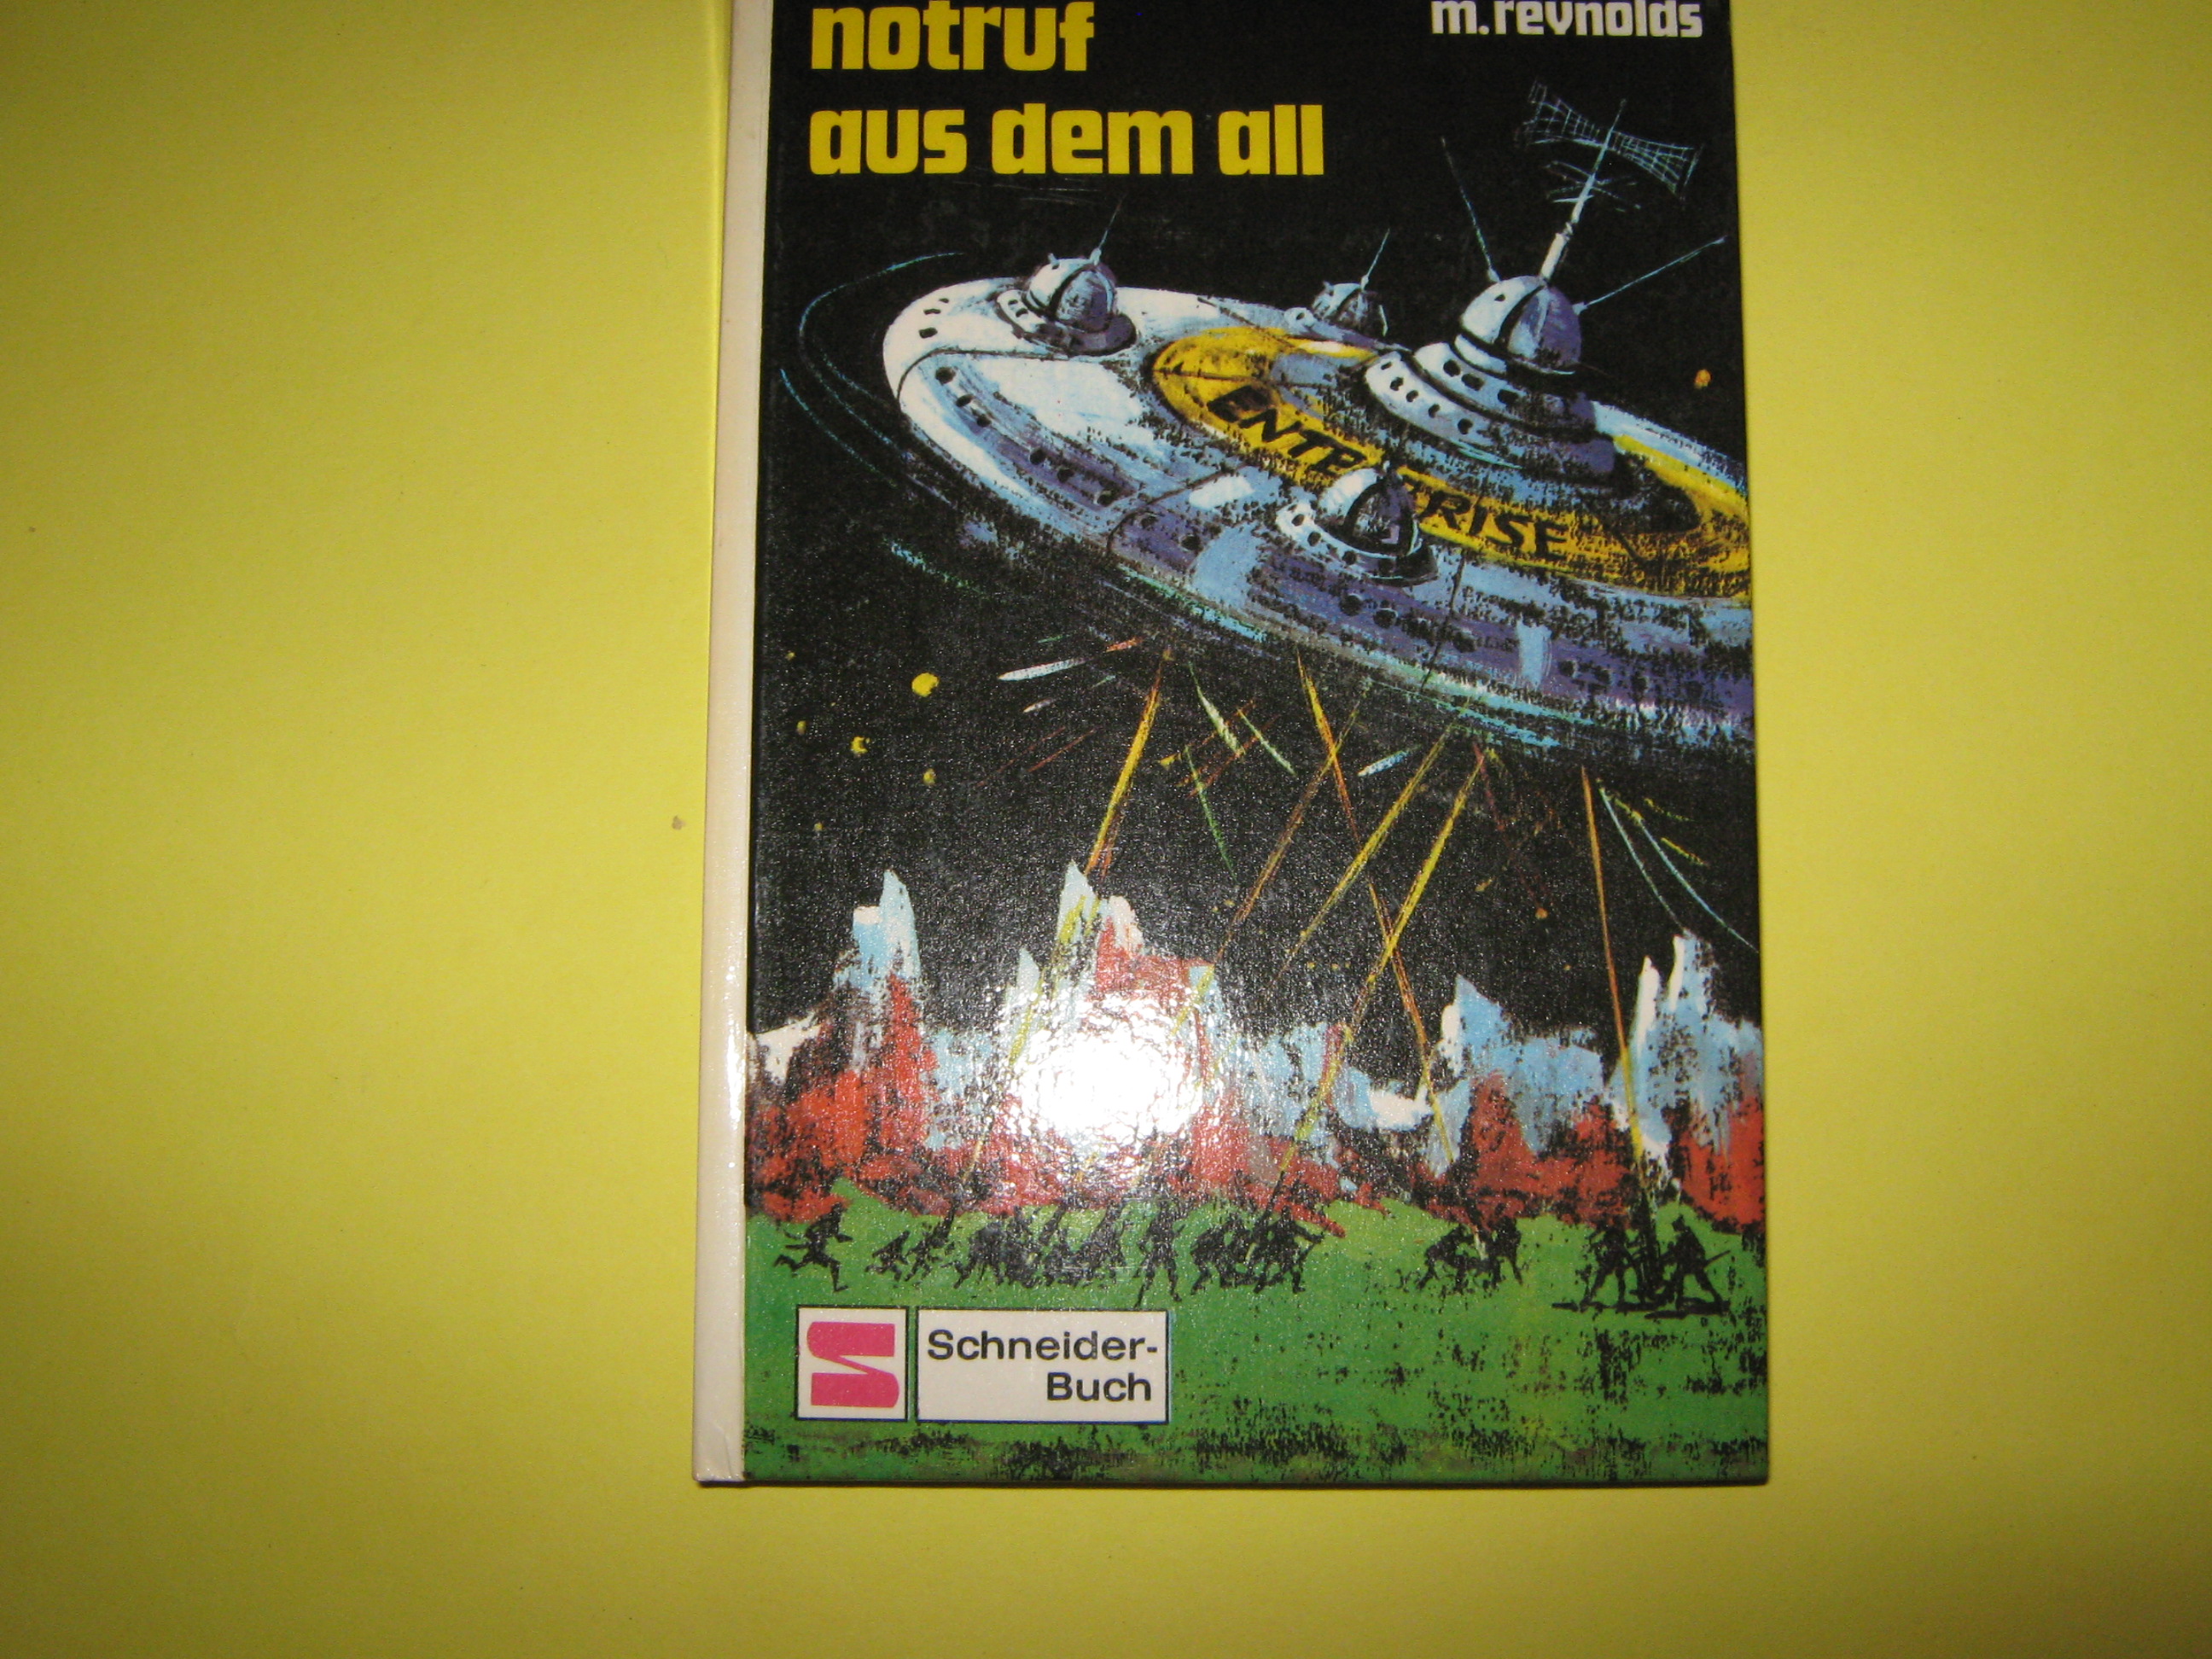 notruf
m.reynolds
aus dem all
ENTERPRISE
Schneider-
Buch